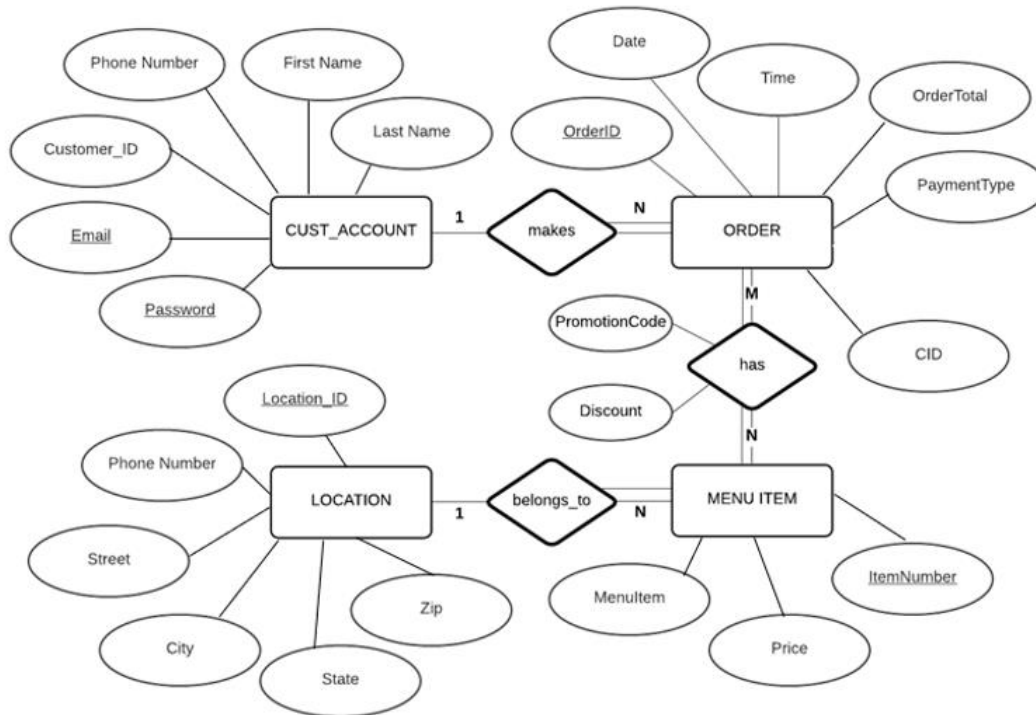 Date
Phone Number
First Name
Time
OrderTotal
Last Name
OrderID
Customer_ID
PaymentType
1
N
CUST_ACCOUNT
makes
ORDER
Email
M
Password
PromotionCode
CID
has
Location_ID
Discount
N
Phone Number
LOCATION
belongs_to
MENU ITEM
1
N
Street
ItemNumber
MenuItem
Zip
City
Price
State